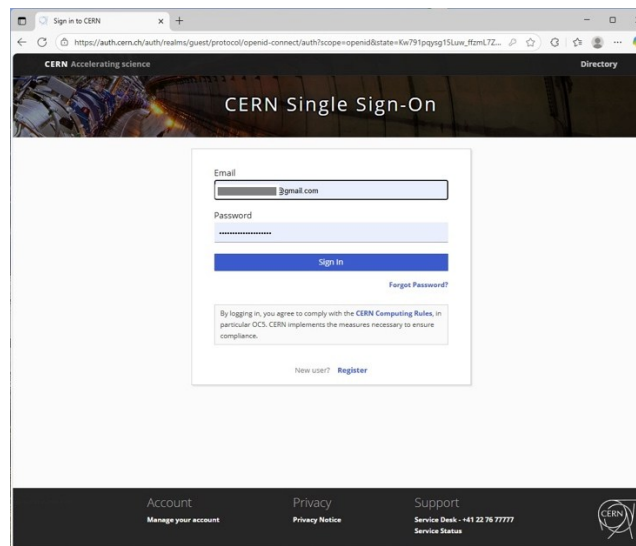 Sign in to CERN
https://auth.cern.ch/auth/realms/guest/protocol/openid-connect/auth?scope=openid&state=Kw791pqysg15Luw_ffzmL7Z...
CERN Accelerating science
Directory
CERN Single Sign-On
Email
@gmail.com
Password
Sign In
Forgot Password?
By logging in, you agree to comply with the CERN Computing Rules, in
particular OC5. CERN implements the measures necessary to ensure
compliance.
New user? Register
Account Privacy Support
Manage your account Privacy Notice Service Desk - +41 22 76 77777
Service Status
CERN